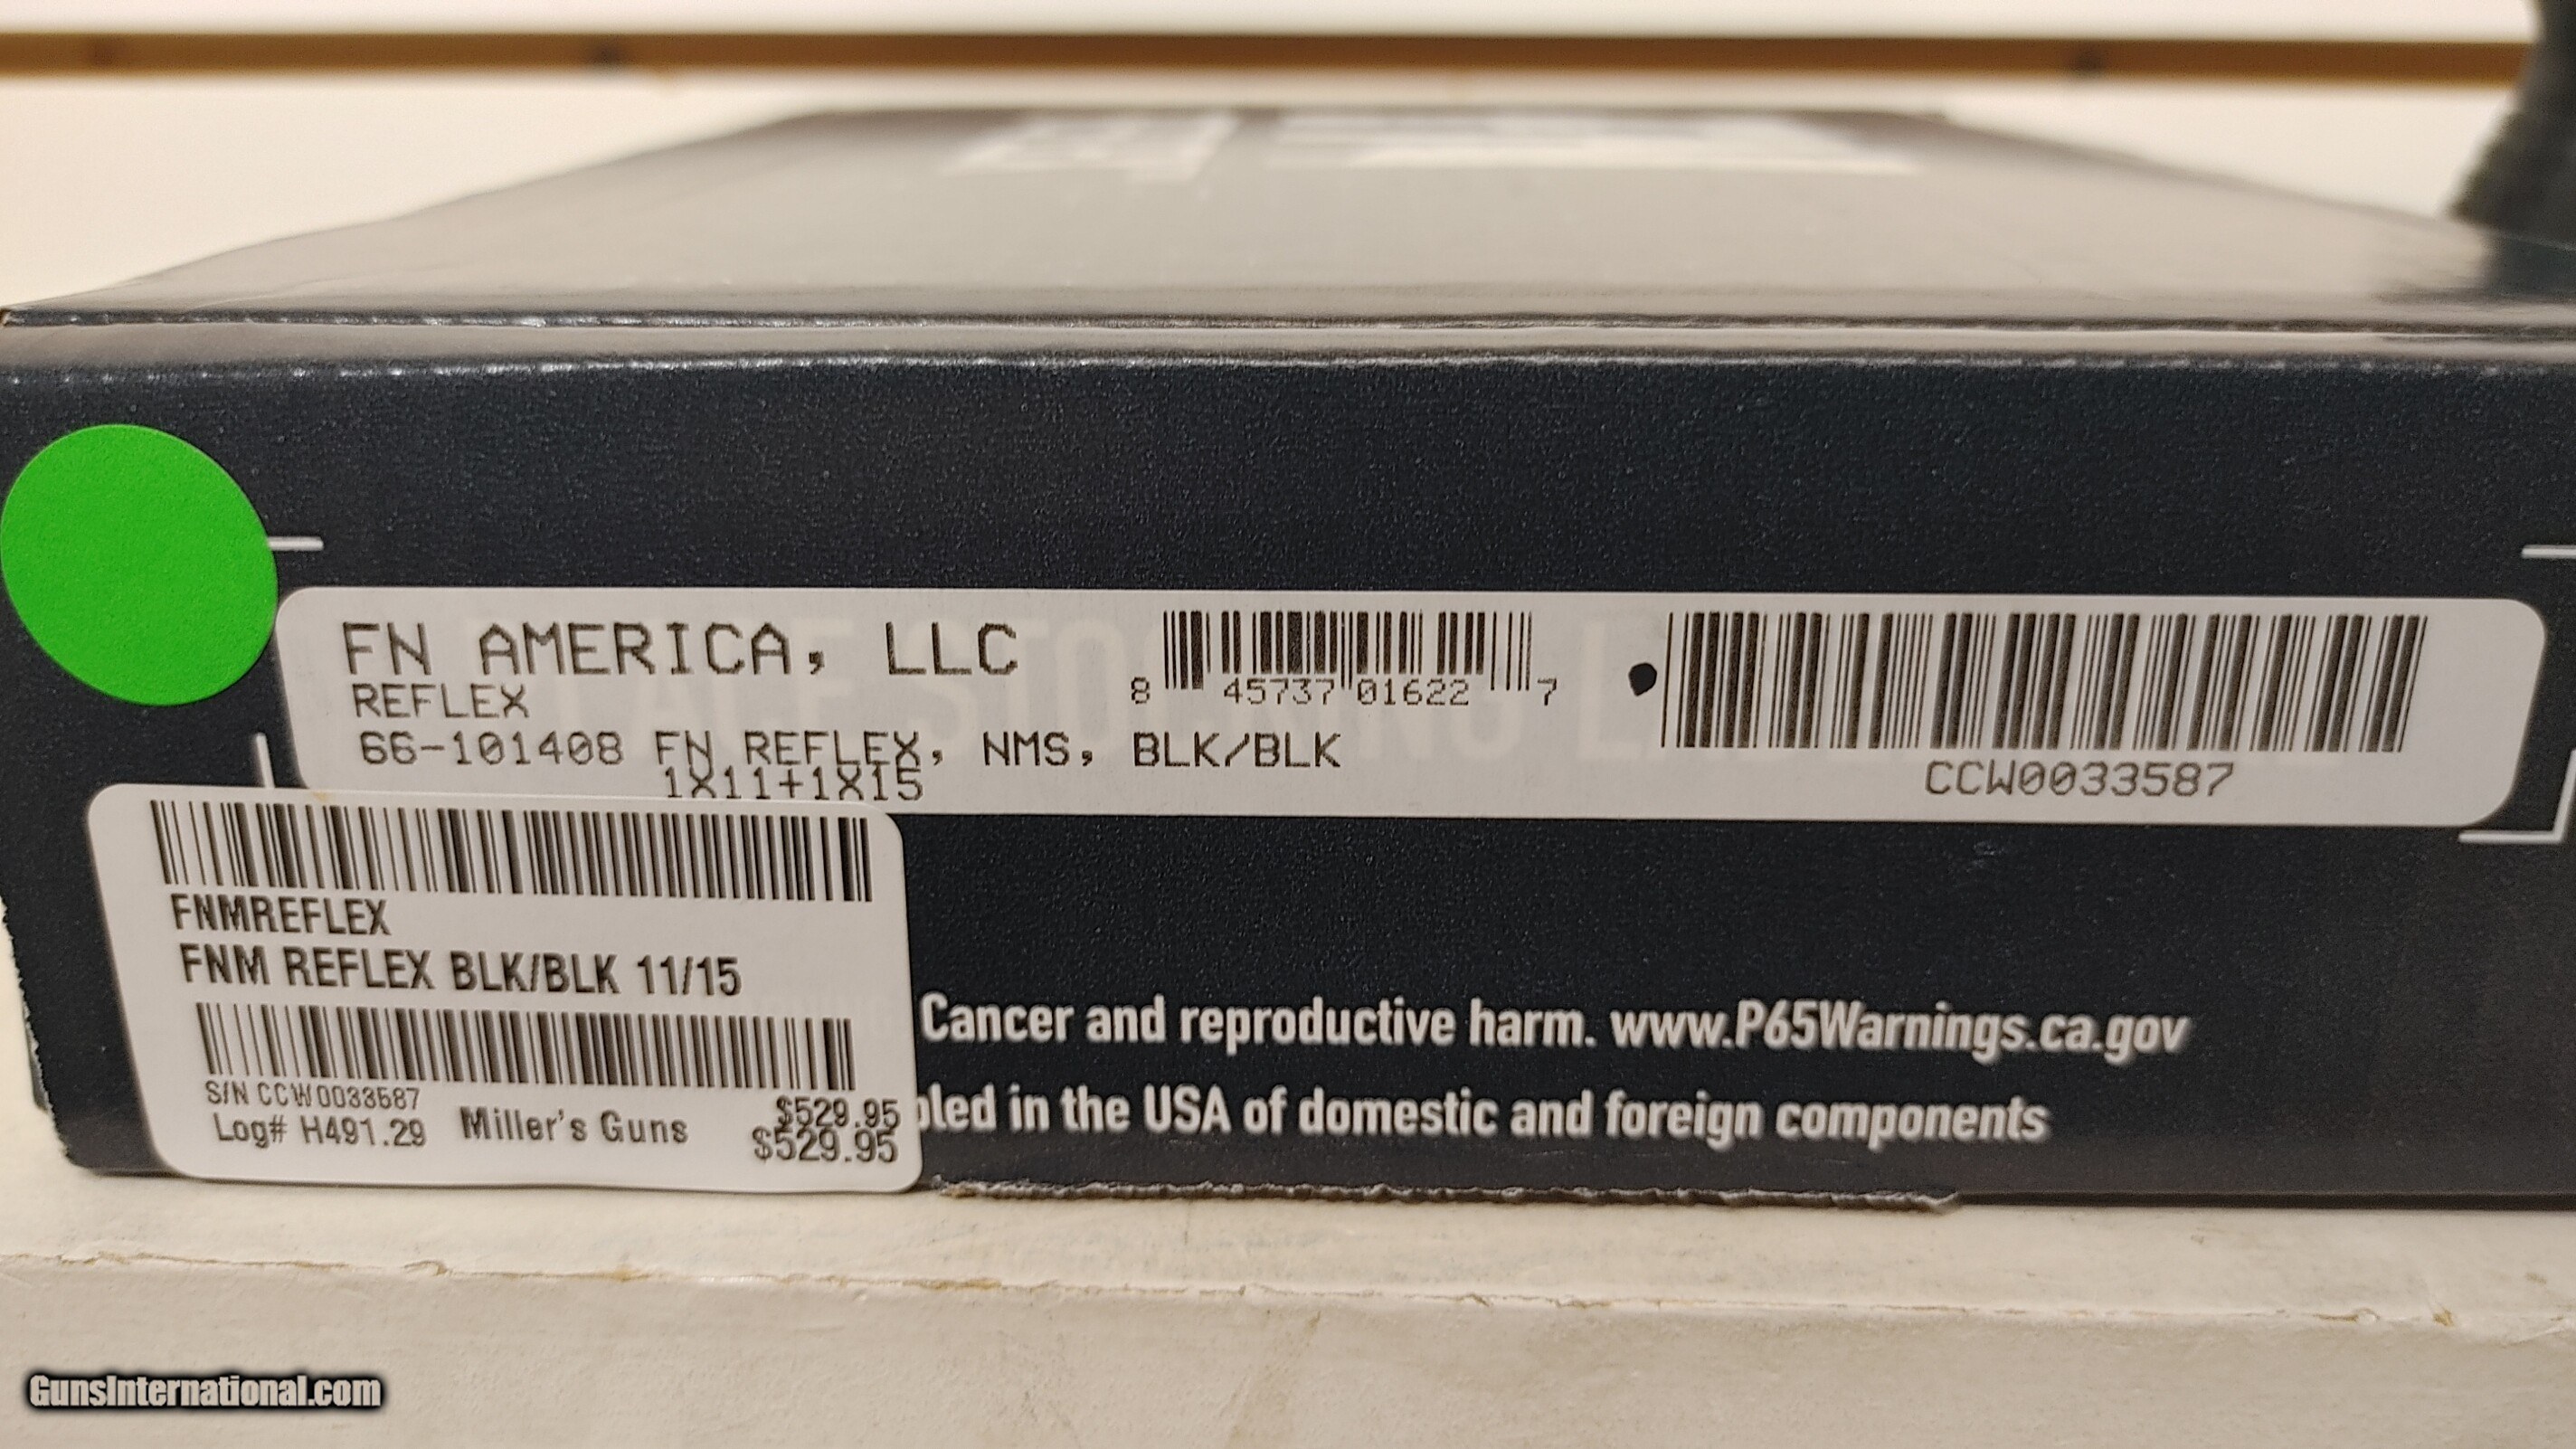 FN AMERICA, LLC
REFLEX
8 45737 01622 7
66-101408 FN REFLEX, NMS, BLK/BLK
1X11+1X15
CCW0033587
FNMREFLEX
FNM REFLEX BLK/BLK 11/15
S/N CCW0033587
$529.95
Log# H491.29 Miller's Guns $529.95
Cancer and reproductive harm. www.P65Warnings.ca.gov
bled in the USA of domestic and foreign components
GunsInternational.com